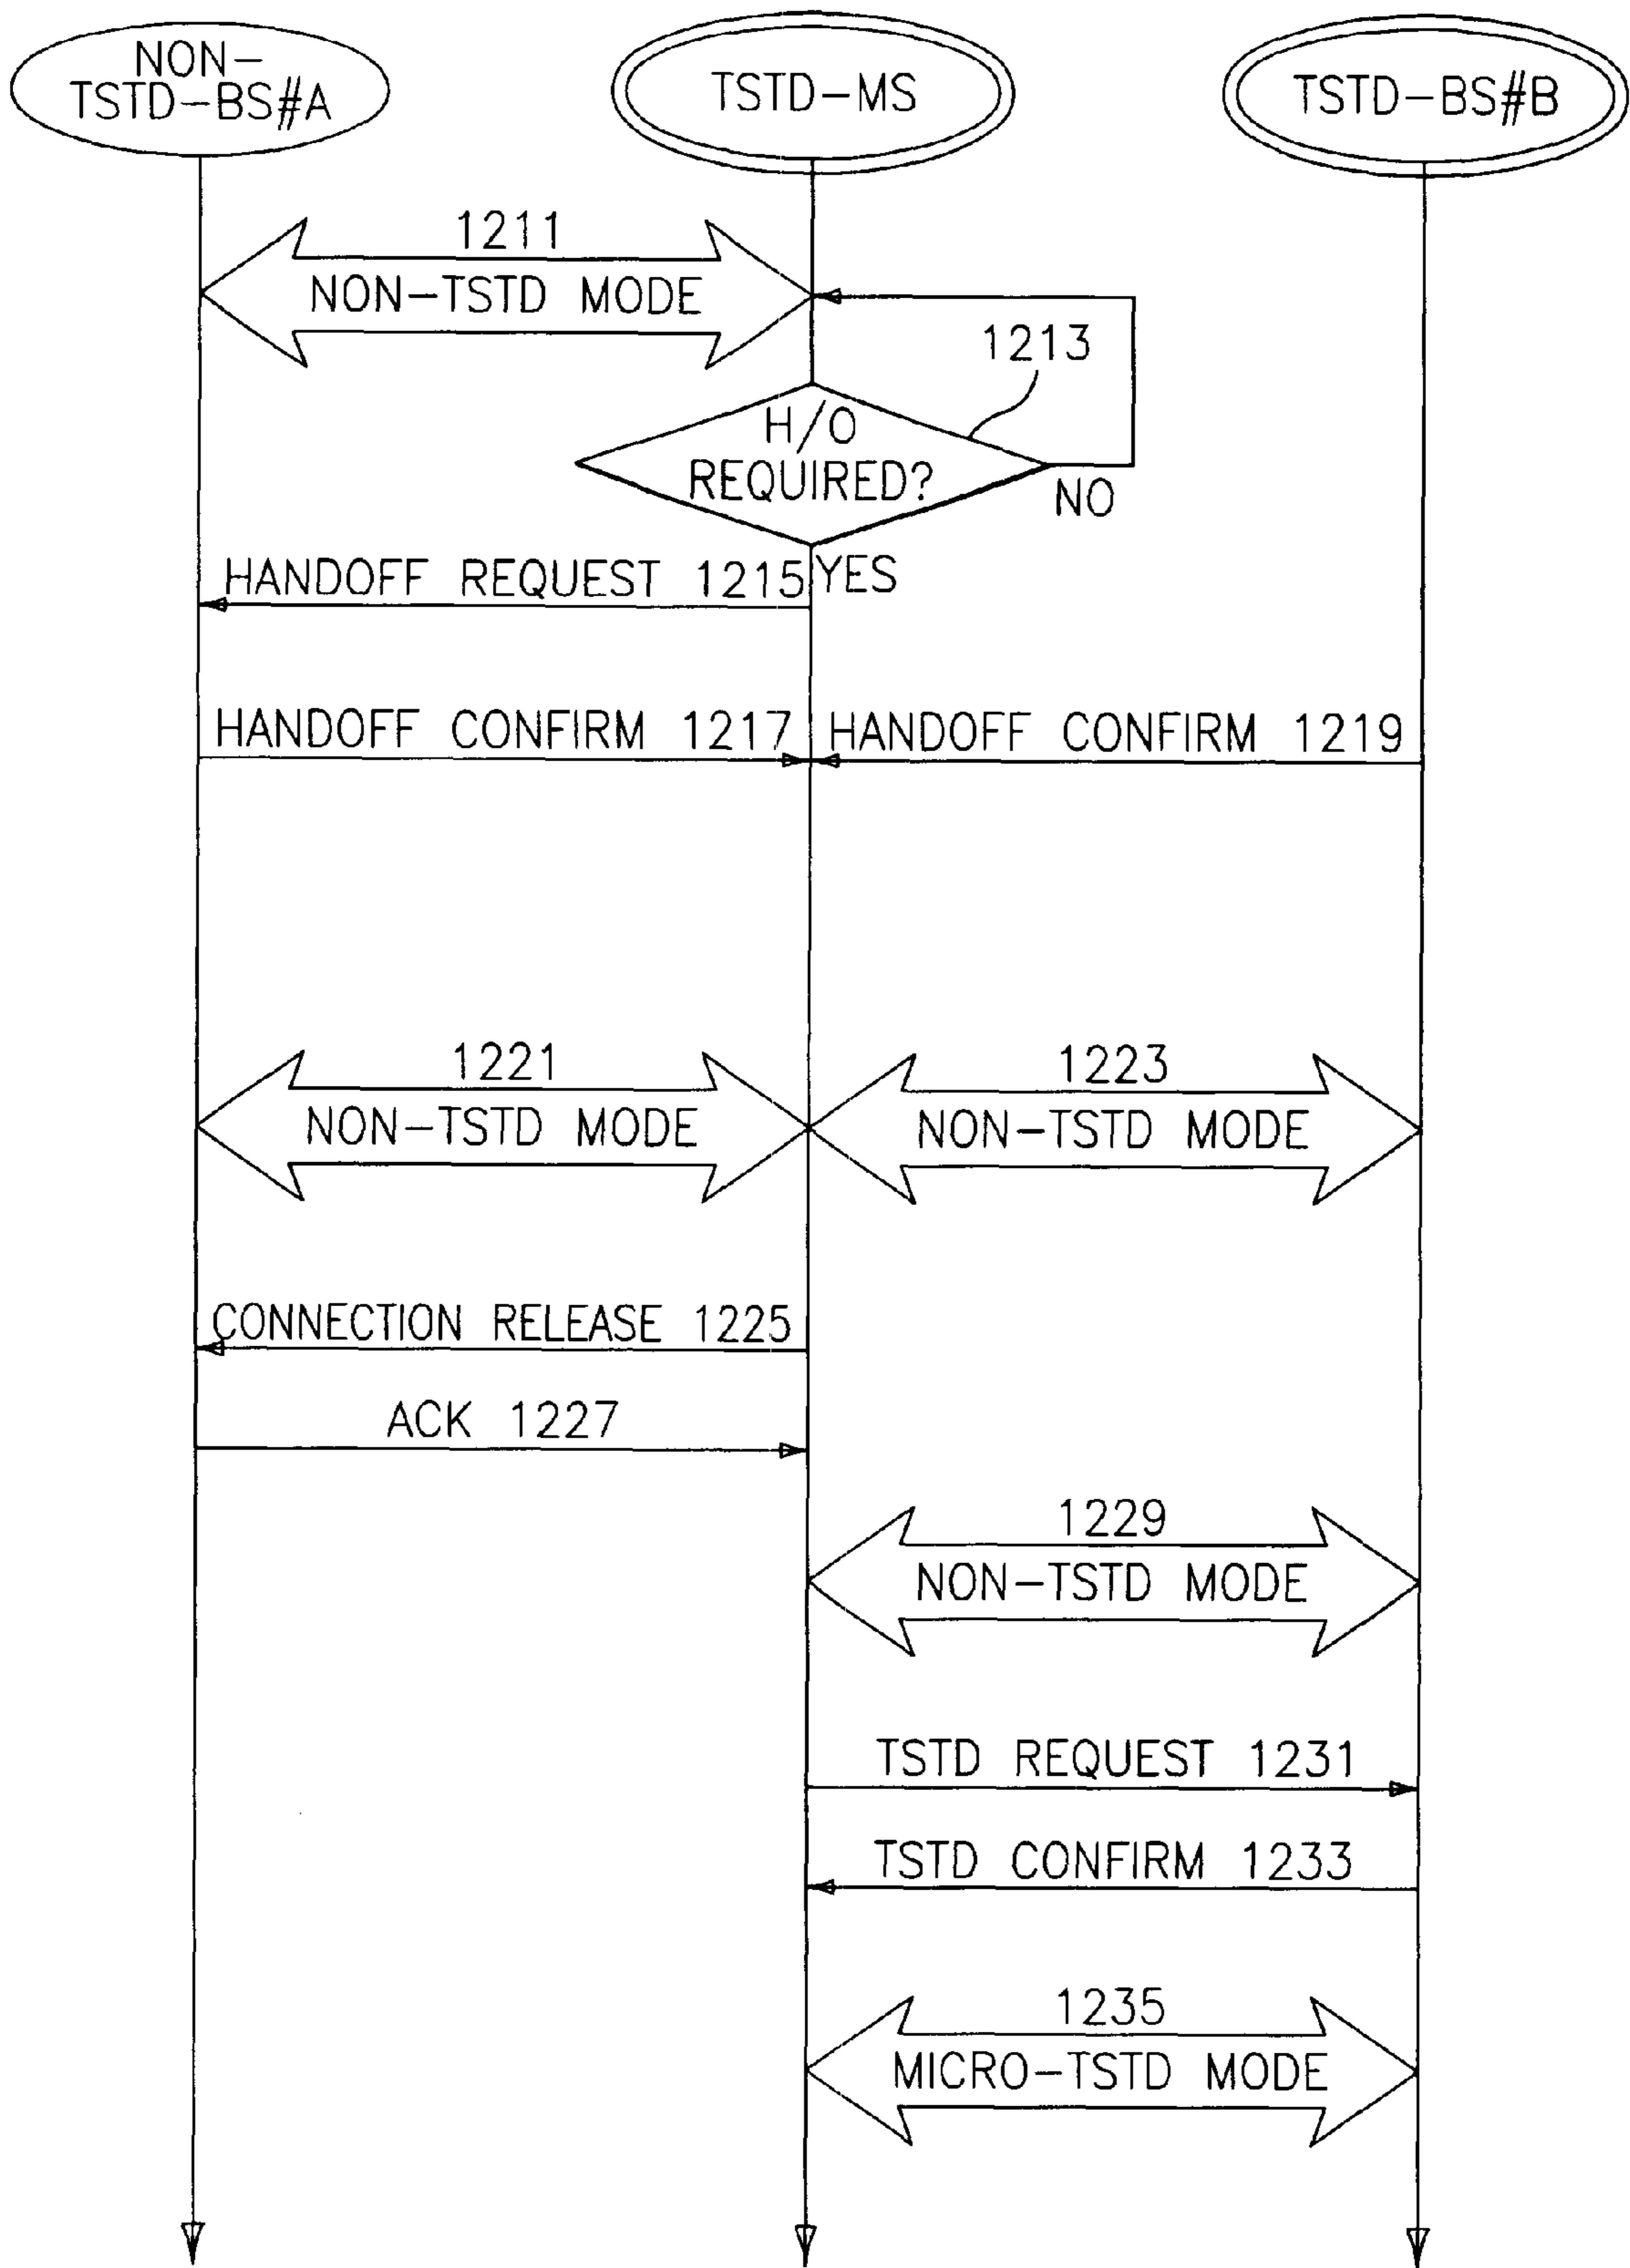 NON-
TSTD-BS#A
TSTD-MS
TSTD-BS#B
1211
NON-TSTD MODE
1213
H/O
REQUIRED?
NO
YES
HANDOFF REQUEST 1215
HANDOFF CONFIRM 1217
HANDOFF CONFIRM 1219
1221
NON-TSTD MODE
1223
NON-TSTD MODE
CONNECTION RELEASE 1225
ACK 1227
1229
NON-TSTD MODE
TSTD REQUEST 1231
TSTD CONFIRM 1233
1235
MICRO-TSTD MODE